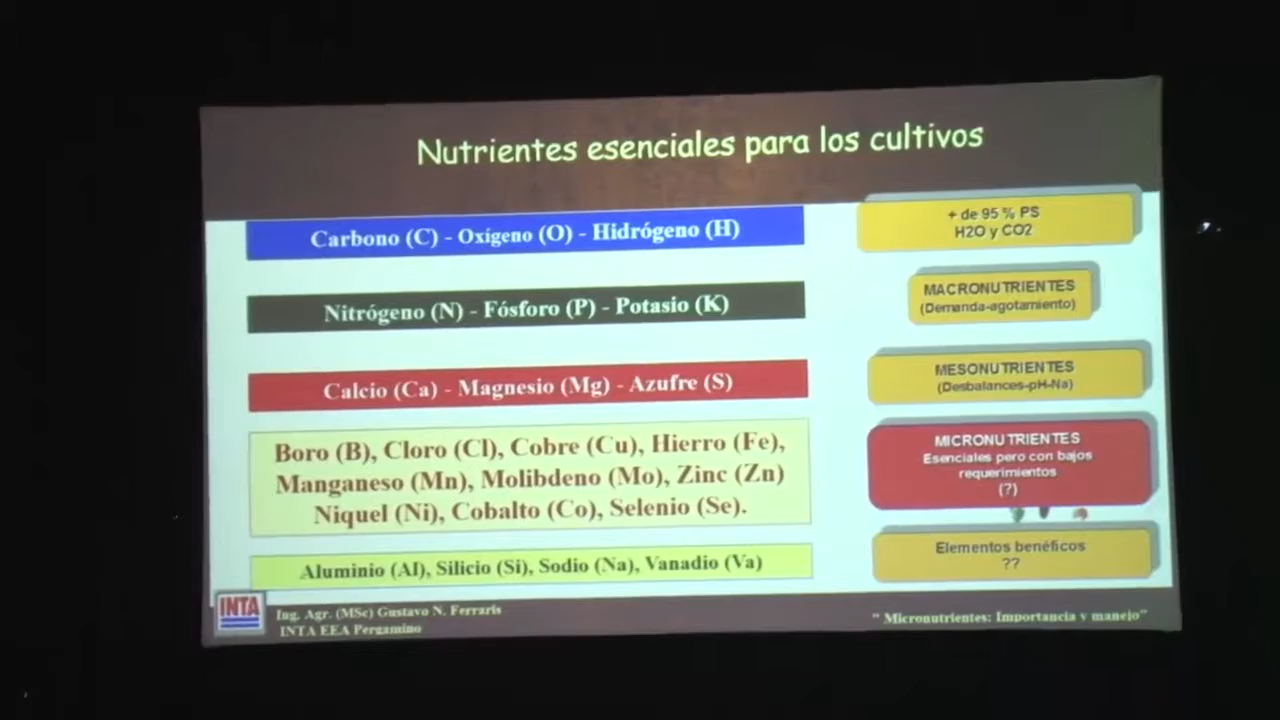 Nutrientes esenciales para los cultivos
Carbono (C) - Oxígeno (O) - Hidrógeno (H)
+ de 95 % PS
H2O y CO2
Nitrógeno (N) - Fósforo (P) - Potasio (K)
MACRONUTRIENTES
(Demanda-agotamiento)
Calcio (Ca) - Magnesio (Mg) - Azufre (S)
MESONUTRIENTES
(Desbalances-pH-Na)
Boro (B), Cloro (Cl), Cobre (Cu), Hierro (Fe),
Manganeso (Mn), Molibdeno (Mo), Zinc (Zn)
Niquel (Ni), Cobalto (Co), Selenio (Se).
MICRONUTRIENTES
Esenciales pero con bajos
requerimientos
(?)
Aluminio (Al), Silicio (Si), Sodio (Na), Vanadio (Va)
Elementos benéficos
??
INTA
Ing. Agr. (MSc) Gustavo N. Ferraris
INTA EEA Pergamino
" Micronutrientes: Importancia y manejo"